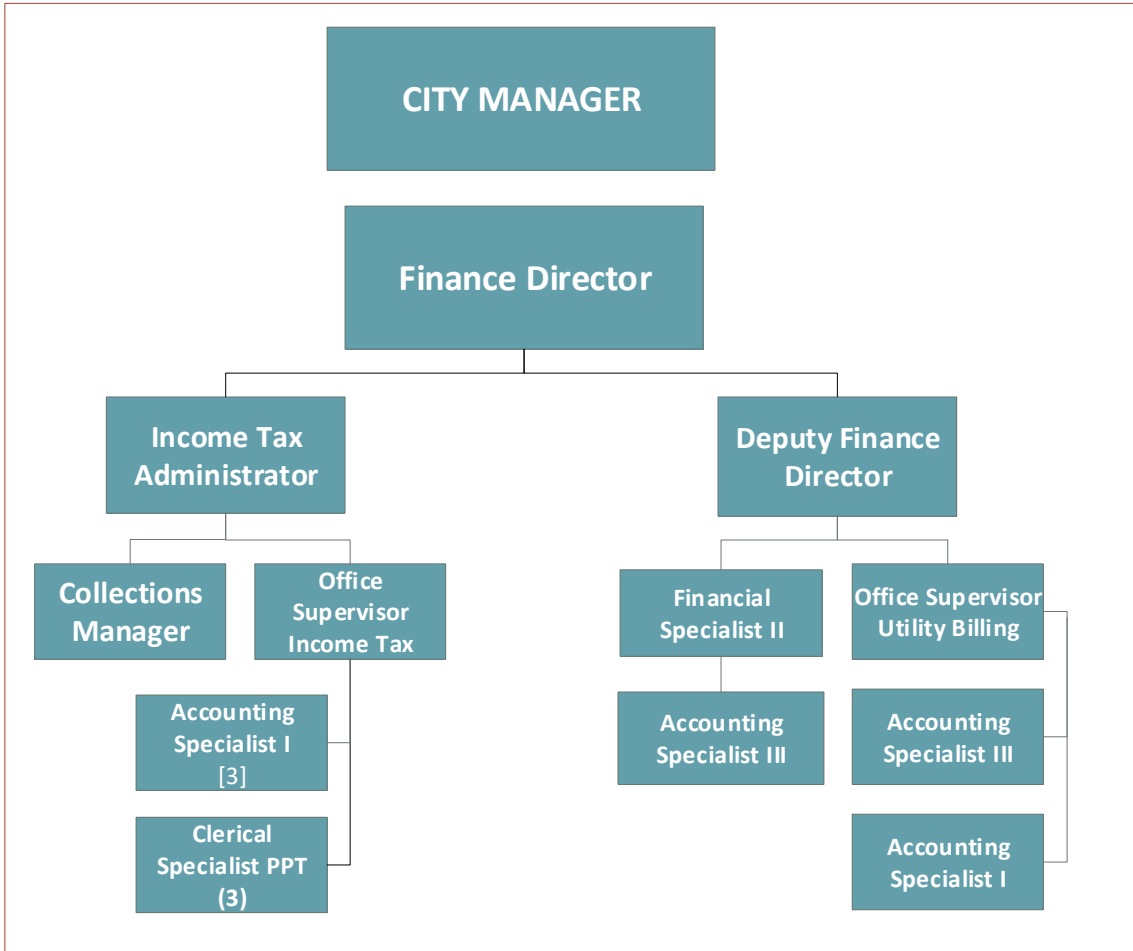 CITY MANAGER
Finance Director
Income Tax
Administrator
Deputy Finance
Director
Collections
Manager
Office
Supervisor
Income Tax
Financial
Specialist II
Office Supervisor
Utility Billing
Accounting
Specialist I
[3]
Accounting
Specialist III
Accounting
Specialist III
Clerical
Specialist PPT
(3)
Accounting
Specialist I